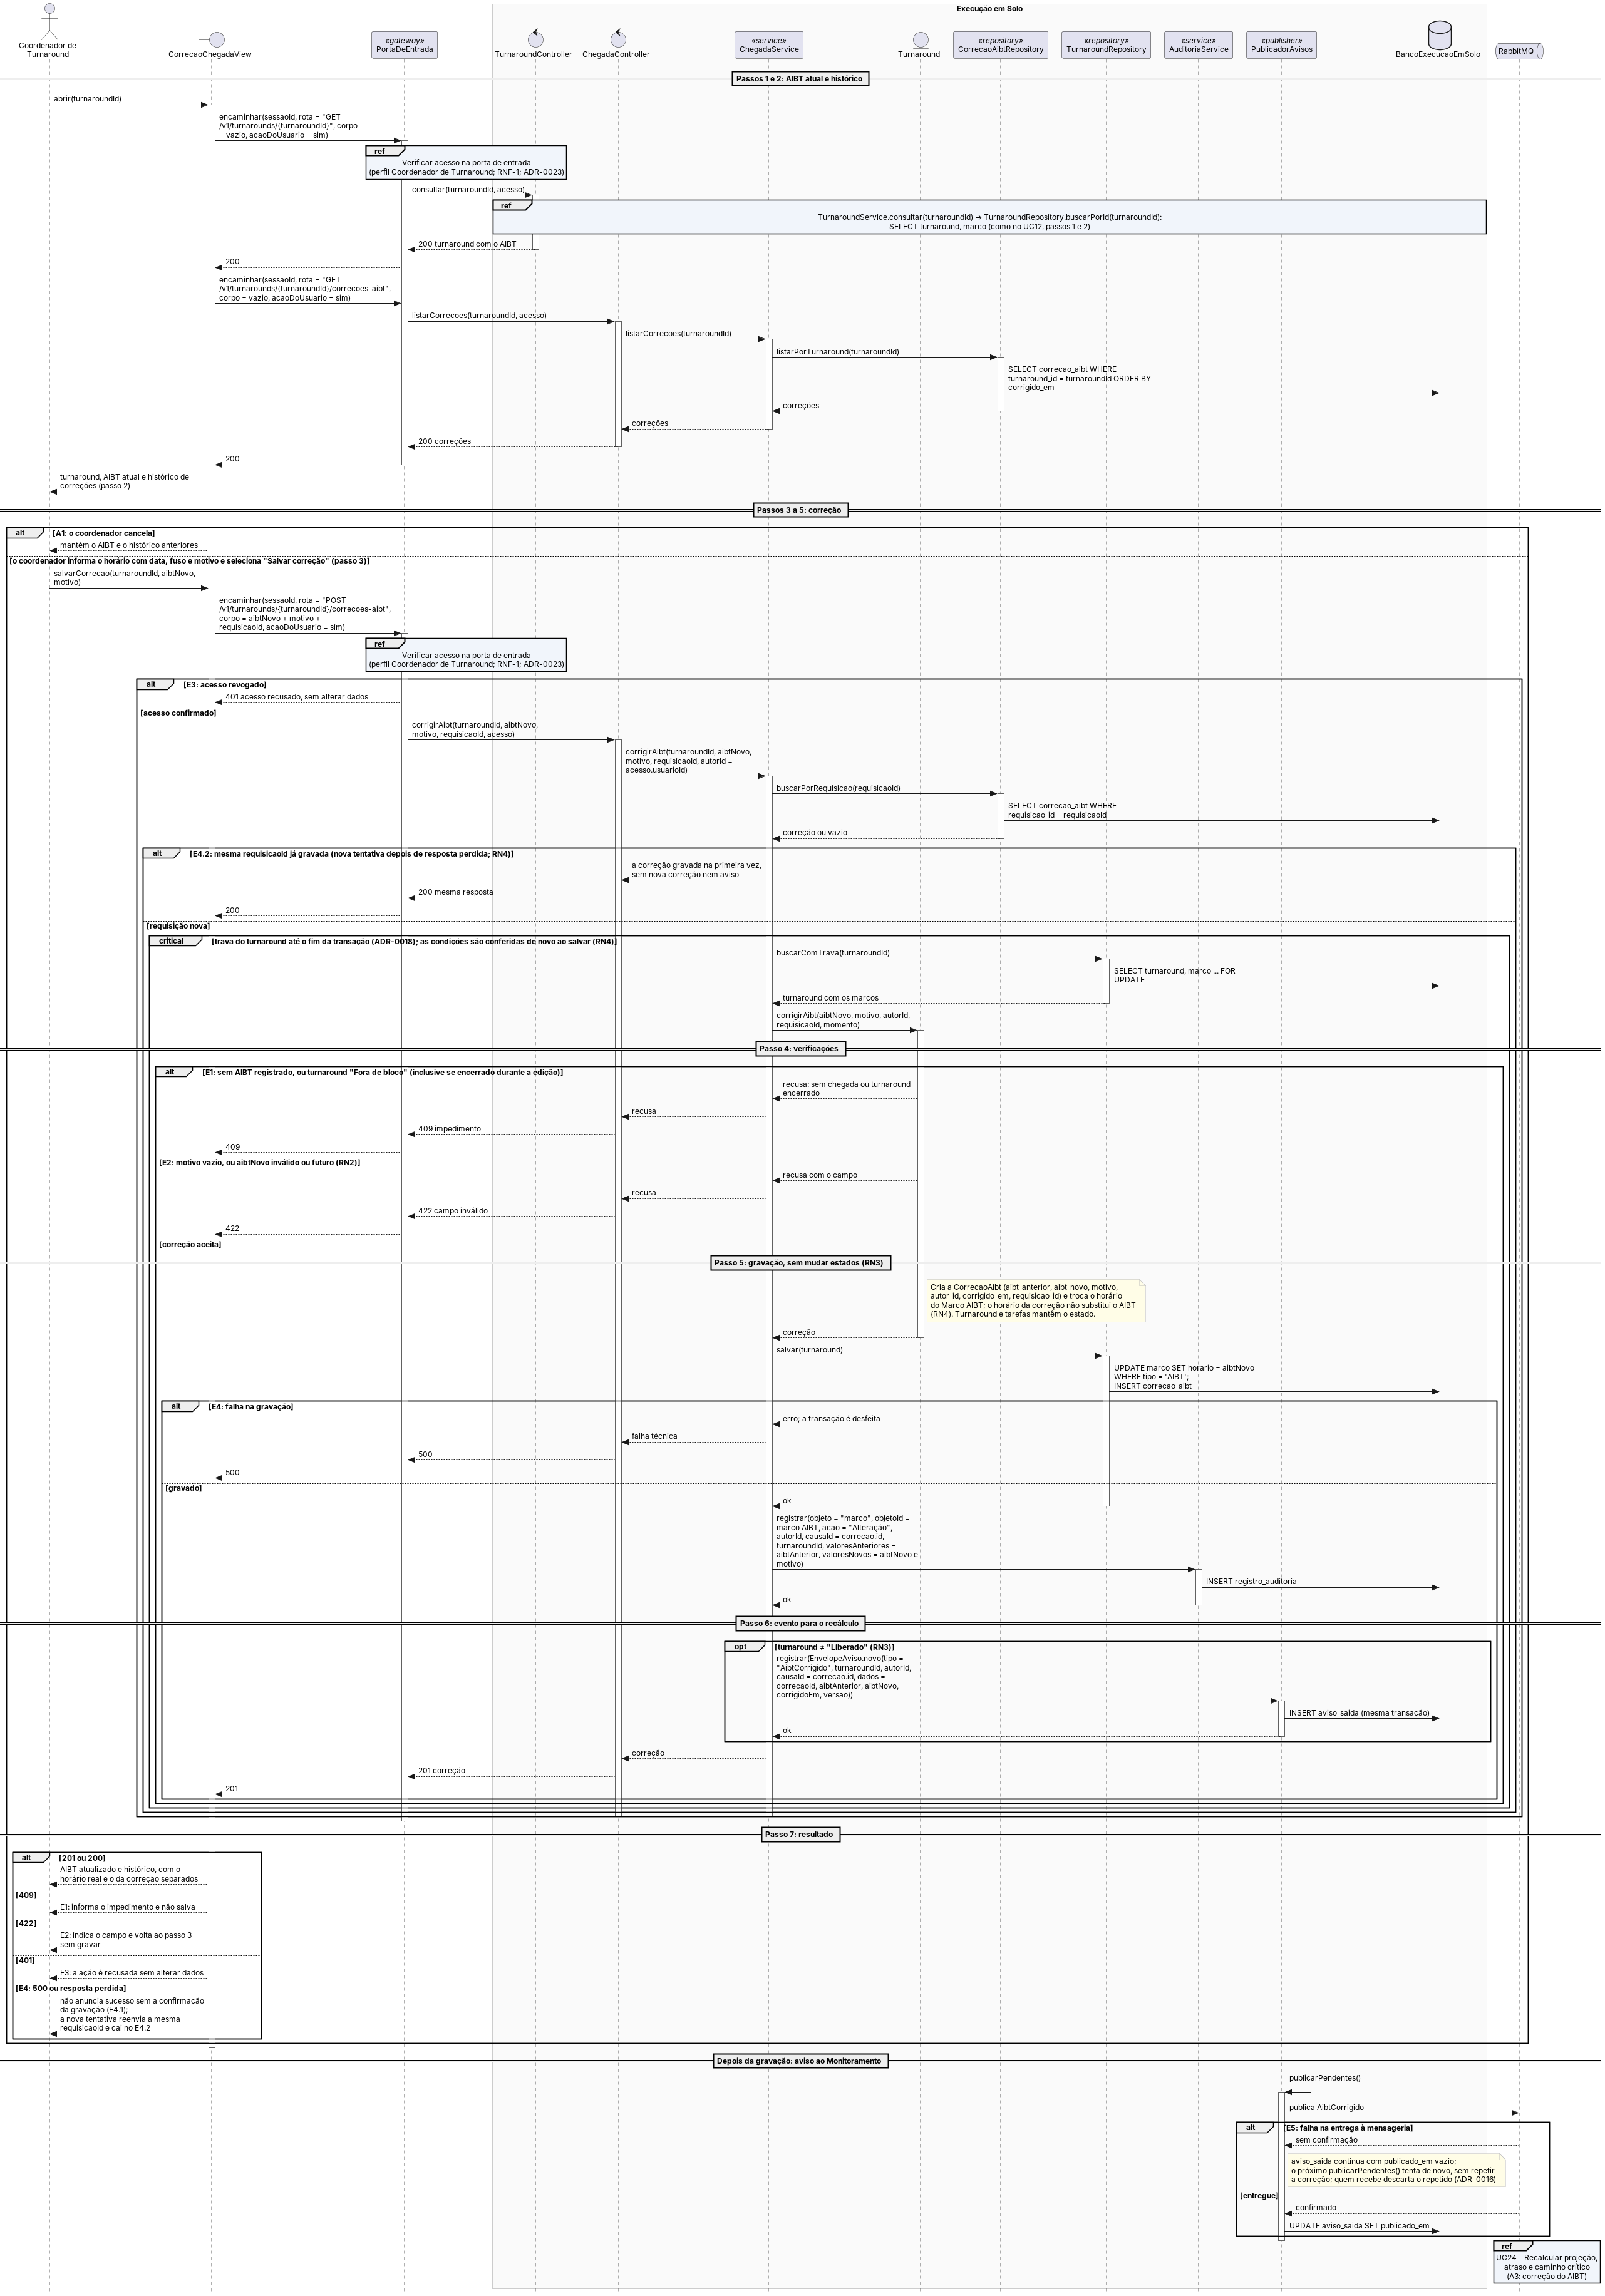 Execução em Solo
Coordenador de
Turnaround
CorrecaoChegadaView
«gateway»
PortaDeEntrada
TurnaroundController
ChegadaController
«service»
ChegadaService
Turnaround
«repository»
CorrecaoAibtRepository
«repository»
TurnaroundRepository
«service»
AuditoriaService
«publisher»
PublicadorAvisos
BancoExecucaoEmSolo
RabbitMQ
Passos 1 e 2: AIBT atual e histórico
abrir(turnaroundId)
encaminhar(sessaoId, rota = "GET
/v1/turnarounds/{turnaroundId}", corpo
= vazio, acaoDoUsuario = sim)
ref
Verificar acesso na porta de entrada
(perfil Coordenador de Turnaround; RNF-1; ADR-0023)
consultar(turnaroundId, acesso)
ref
TurnaroundService.consultar(turnaroundId) → TurnaroundRepository.buscarPorId(turnaroundId):
SELECT turnaround, marco (como no UC12, passos 1 e 2)
200 turnaround com o AIBT
200
encaminhar(sessaoId, rota = "GET
/v1/turnarounds/{turnaroundId}/correcoes-aibt",
corpo = vazio, acaoDoUsuario = sim)
listarCorrecoes(turnaroundId, acesso)
listarCorrecoes(turnaroundId)
listarPorTurnaround(turnaroundId)
SELECT correcao_aibt WHERE
turnaround_id = turnaroundId ORDER BY
corrigido_em
correções
correções
200 correções
200
turnaround, AIBT atual e histórico de
correções (passo 2)
Passos 3 a 5: correção
alt [A1: o coordenador cancela]
mantém o AIBT e o histórico anteriores
[o coordenador informa o horário com data, fuso e motivo e seleciona "Salvar correção" (passo 3)]
salvarCorrecao(turnaroundId, aibtNovo,
motivo)
encaminhar(sessaoId, rota = "POST
/v1/turnarounds/{turnaroundId}/correcoes-aibt",
corpo = aibtNovo + motivo +
requisicaoId, acaoDoUsuario = sim)
ref
Verificar acesso na porta de entrada
(perfil Coordenador de Turnaround; RNF-1; ADR-0023)
alt [E3: acesso revogado]
401 acesso recusado, sem alterar dados
[acesso confirmado]
corrigirAibt(turnaroundId, aibtNovo,
motivo, requisicaoId, acesso)
corrigirAibt(turnaroundId, aibtNovo,
motivo, requisicaoId, autorId =
acesso.usuarioId)
buscarPorRequisicao(requisicaoId)
SELECT correcao_aibt WHERE
requisicao_id = requisicaoId
correção ou vazio
alt [E4.2: mesma requisicaoId já gravada (nova tentativa depois de resposta perdida; RN4)]
a correção gravada na primeira vez,
sem nova correção nem aviso
200 mesma resposta
200
[requisição nova]
critical [trava do turnaround até o fim da transação (ADR-0018); as condições são conferidas de novo ao salvar (RN4)]
buscarComTrava(turnaroundId)
SELECT turnaround, marco ... FOR
UPDATE
turnaround com os marcos
corrigirAibt(aibtNovo, motivo, autorId,
requisicaoId, momento)
Passo 4: verificações
alt [E1: sem AIBT registrado, ou turnaround "Fora de bloco" (inclusive se encerrado durante a edição)]
recusa: sem chegada ou turnaround
encerrado
recusa
409 impedimento
409
[E2: motivo vazio, ou aibtNovo inválido ou futuro (RN2)]
recusa com o campo
recusa
422 campo inválido
422
[correção aceita]
Passo 5: gravação, sem mudar estados (RN3)
Cria a CorrecaoAibt (aibt_anterior, aibt_novo, motivo,
autor_id, corrigido_em, requisicao_id) e troca o horário
do Marco AIBT; o horário da correção não substitui o AIBT
(RN4). Turnaround e tarefas mantêm o estado.
correção
salvar(turnaround)
UPDATE marco SET horario = aibtNovo
WHERE tipo = 'AIBT';
INSERT correcao_aibt
alt [E4: falha na gravação]
erro; a transação é desfeita
falha técnica
500
500
[gravado]
ok
registrar(objeto = "marco", objetoId =
marco AIBT, acao = "Alteração",
autorId, causaId = correcao.id,
turnaroundId, valoresAnteriores =
aibtAnterior, valoresNovos = aibtNovo e
motivo)
INSERT registro_auditoria
ok
Passo 6: evento para o recálculo
opt [turnaround ≠ "Liberado" (RN3)]
registrar(EnvelopeAviso.novo(tipo =
"AibtCorrigido", turnaroundId, autorId,
causaId = correcao.id, dados =
correcaoId, aibtAnterior, aibtNovo,
corrigidoEm, versao))
INSERT aviso_saida (mesma transação)
ok
correção
201 correção
201
Passo 7: resultado
alt [201 ou 200]
AIBT atualizado e histórico, com o
horário real e o da correção separados
[409]
E1: informa o impedimento e não salva
[422]
E2: indica o campo e volta ao passo 3
sem gravar
[401]
E3: a ação é recusada sem alterar dados
[E4: 500 ou resposta perdida]
não anuncia sucesso sem a confirmação
da gravação (E4.1);
a nova tentativa reenvia a mesma
requisicaoId e cai no E4.2
Depois da gravação: aviso ao Monitoramento
publicarPendentes()
publica AibtCorrigido
alt [E5: falha na entrega à mensageria]
sem confirmação
aviso_saida continua com publicado_em vazio;
o próximo publicarPendentes() tenta de novo, sem repetir
a correção; quem recebe descarta o repetido (ADR-0016)
[entregue]
confirmado
UPDATE aviso_saida SET publicado_em
ref
UC24 - Recalcular projeção,
atraso e caminho crítico
(A3: correção do AIBT)